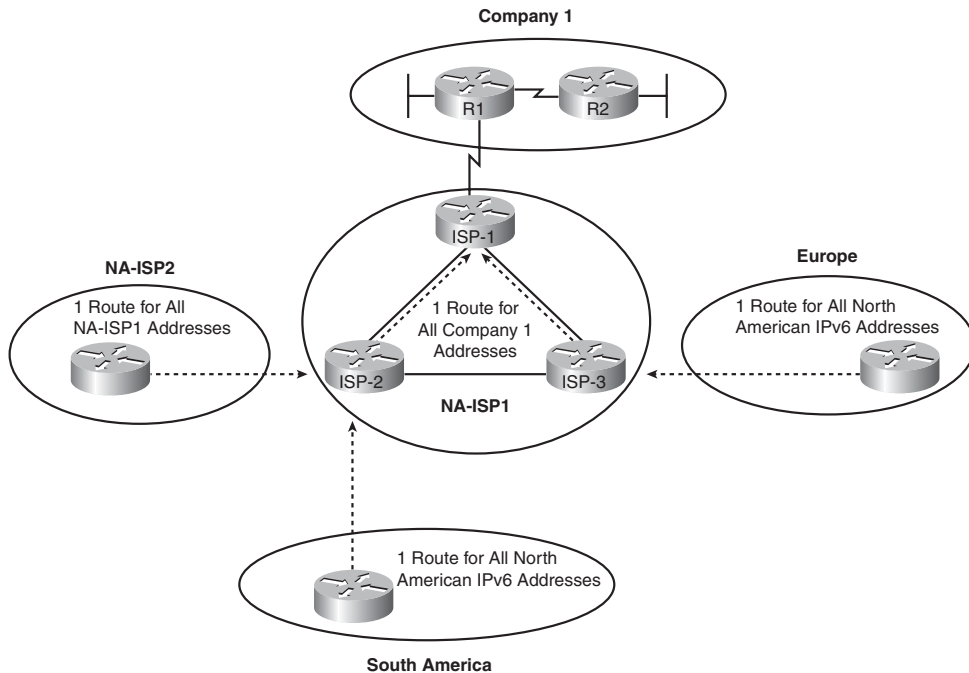 Company 1
R1
R2
ISP-1
NA-ISP2
1 Route for All
NA-ISP1 Addresses
1 Route for
All Company 1
Addresses
Europe
1 Route for All North
American IPv6 Addresses
ISP-2
ISP-3
NA-ISP1
1 Route for All North
American IPv6 Addresses
South America